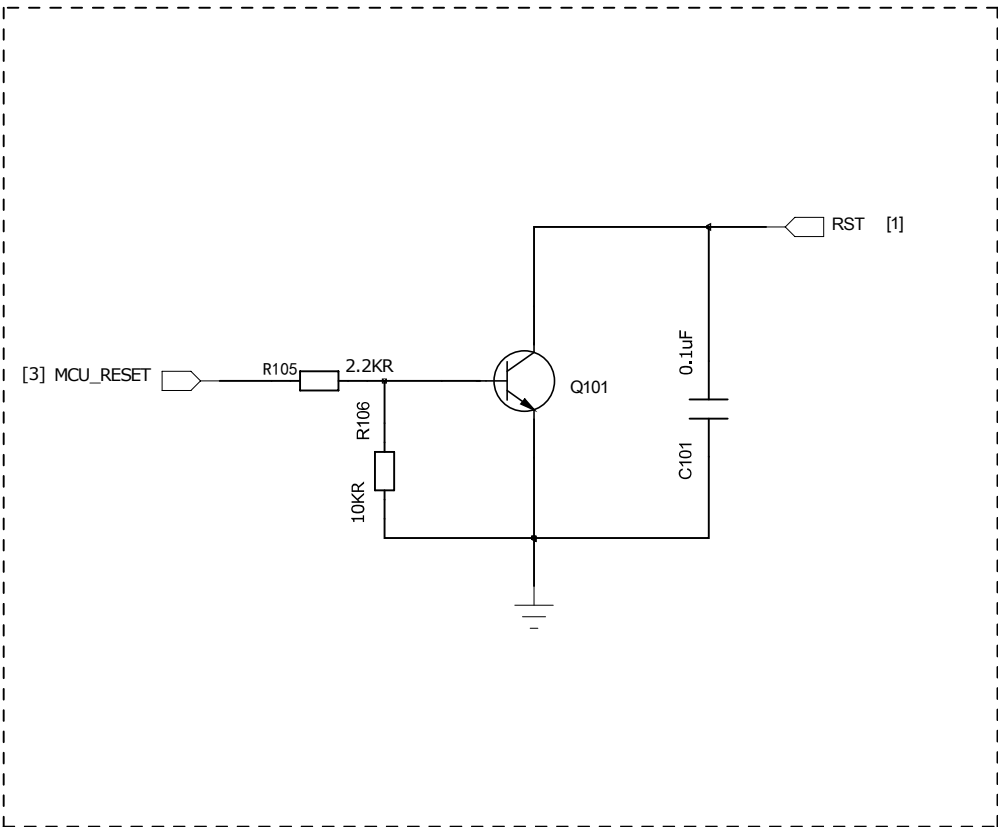 RST [1]
0.1uF
[3] MCU_RESET
R105
2.2KR
Q101
R106
C101
10KR